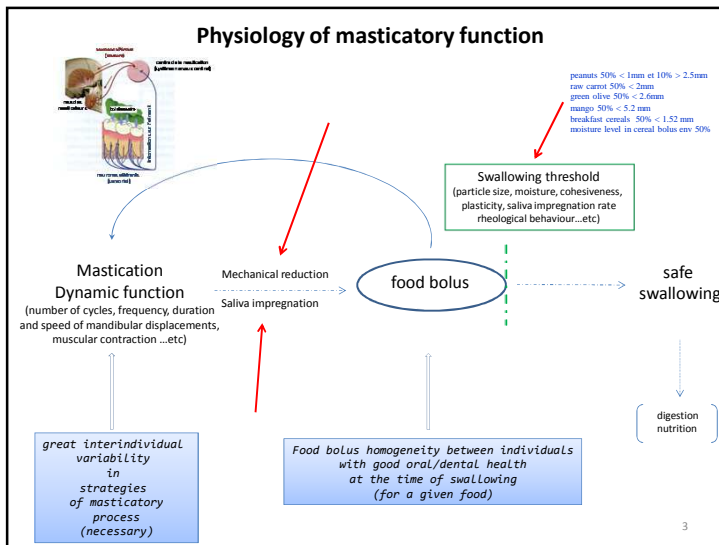 Physiology of masticatory function
peanuts 50% < 1mm et 10% > 2.5mm
raw carrot 50% < 2mm
green olive 50% < 2.6mm
mango 50% < 5.2 mm
breakfast cereals 50% < 1.52 mm
moisture level in cereal bolus env 50%
Swallowing threshold
(particle size, moisture, cohesiveness,
plasticity, saliva impregnation rate
rheological behaviour...etc)
Mastication
Dynamic function
(number of cycles, frequency, duration
and speed of mandibular displacements,
muscular contraction ...etc)
Mechanical reduction
Saliva impregnation
food bolus
safe
swallowing
digestion
nutrition
great interindividual
variability
in
strategies
of masticatory
process
(necessary)
Food bolus homogeneity between individuals
with good oral/dental health
at the time of swallowing
(for a given food)
3